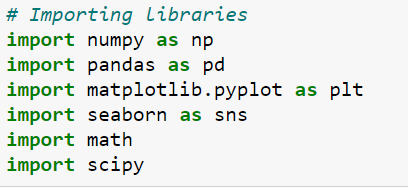 # Importing libraries
import numpy as np
import pandas as pd
import matplotlib.pyplot as plt
import seaborn as sns
import math
import scipy